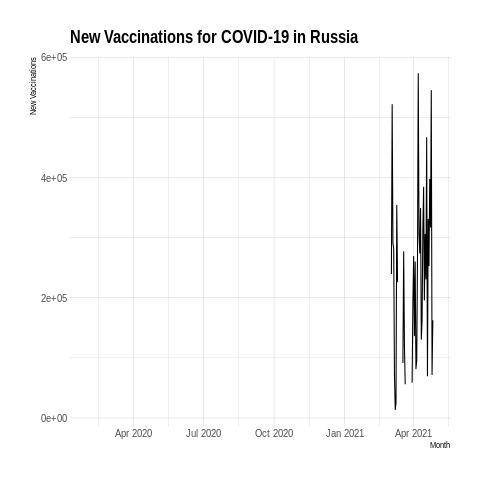 New Vaccinations for COVID-19 in Russia
New Vaccinations
6e+05
4e+05
2e+05
0e+00
Apr 2020
Jul 2020
Oct 2020
Jan 2021
Apr 2021
Month